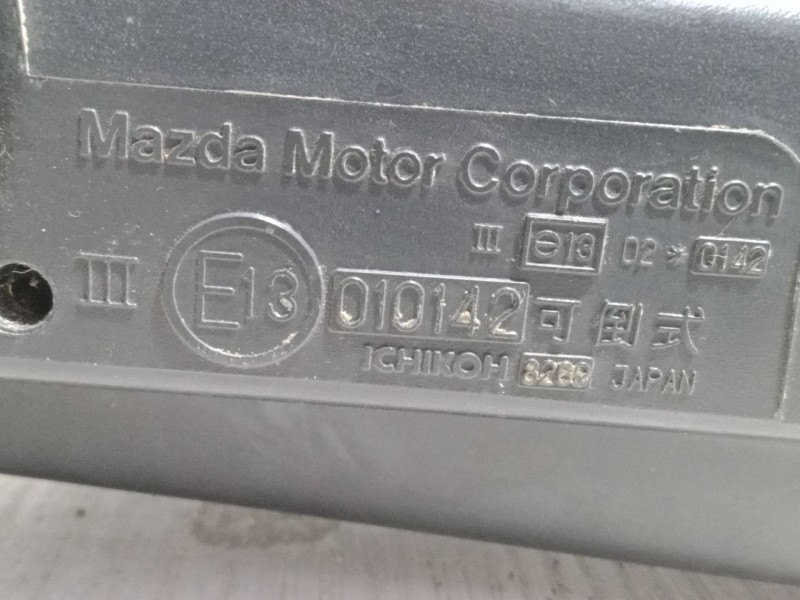 Mazda Motor Corporation
III e13 02 * 0142
III E13 010142 可倒式
ICHIKOH 8269 JAPAN